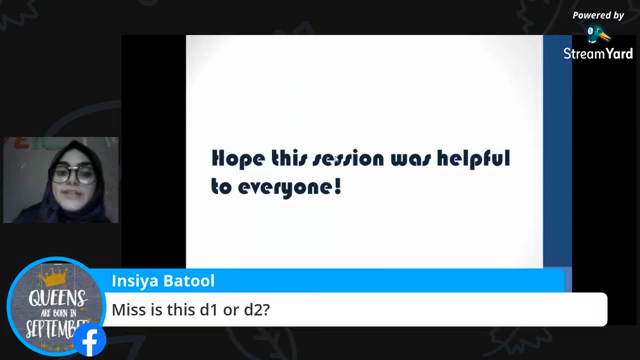 Powered by
StreamYard
Hope this session was helpful
to everyone!
Insiya Batool
Miss is this d1 or d2?
QUEENS
ARE BORN IN
SEPTEMBER